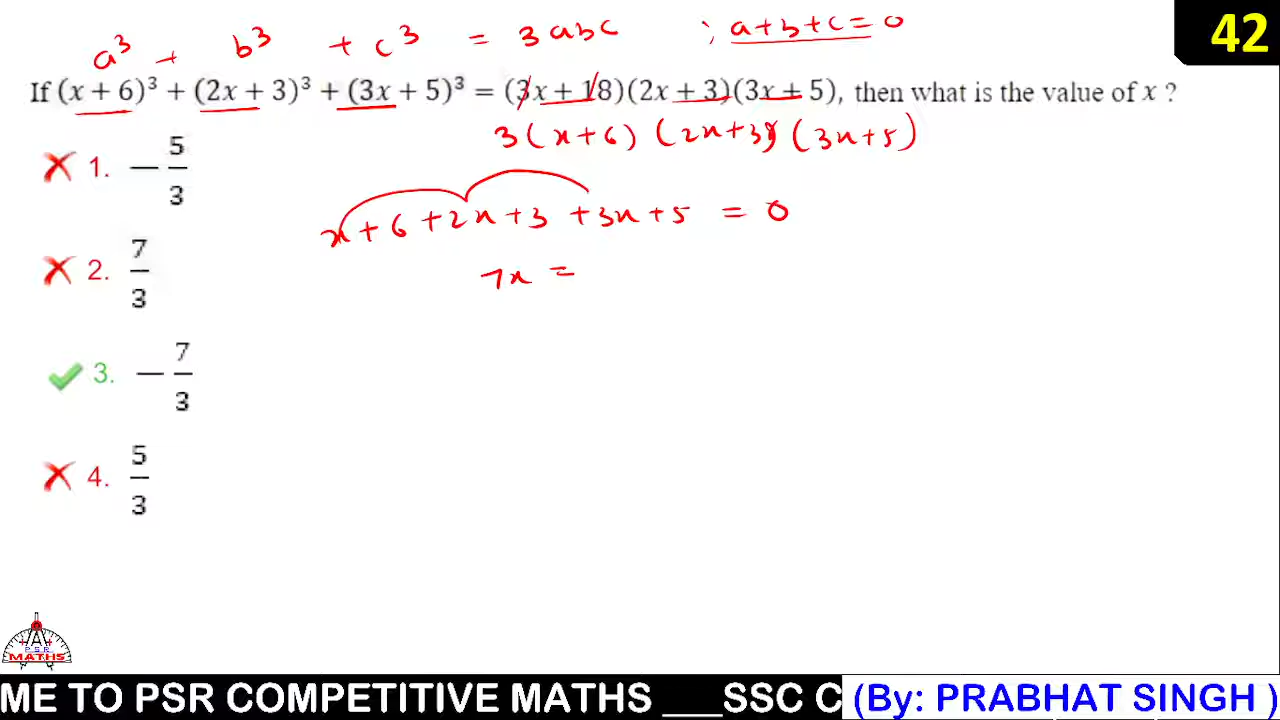 42
a³ + b³ + c³ = 3abc ; a+b+c=0
If (x + 6)³ + (2x + 3)³ + (3x + 5)³ = (3x + 18)(2x + 3)(3x + 5), then what is the value of x ?
3(x+6) (2x+3) (3x+5)
1. −5/3
x+6+2x+3+3x+5 = 0
2. 7/3
7x =
3. −7/3
4. 5/3
PSR
MATHS
ME TO PSR COMPETITIVE MATHS ___SSC C (By: PRABHAT SINGH )